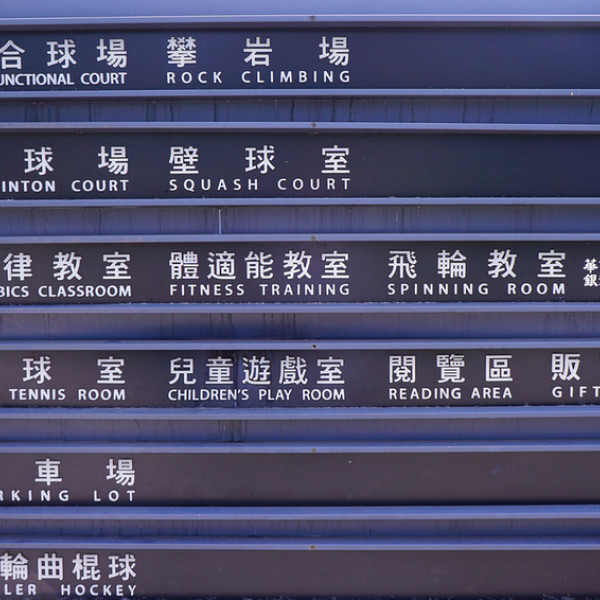 合球場 攀岩場
UNCTIONAL COURT ROCK CLIMBING
球場 壁球室
INTON COURT SQUASH COURT
律教室 體適能教室 飛輪教室 華
BICS CLASSROOM FITNESS TRAINING SPINNING ROOM 銀
球室 兒童遊戲室 閱覽區 販
TENNIS ROOM CHILDREN'S PLAY ROOM READING AREA GIFT
車場
RKING LOT
輪曲棍球
LER HOCKEY